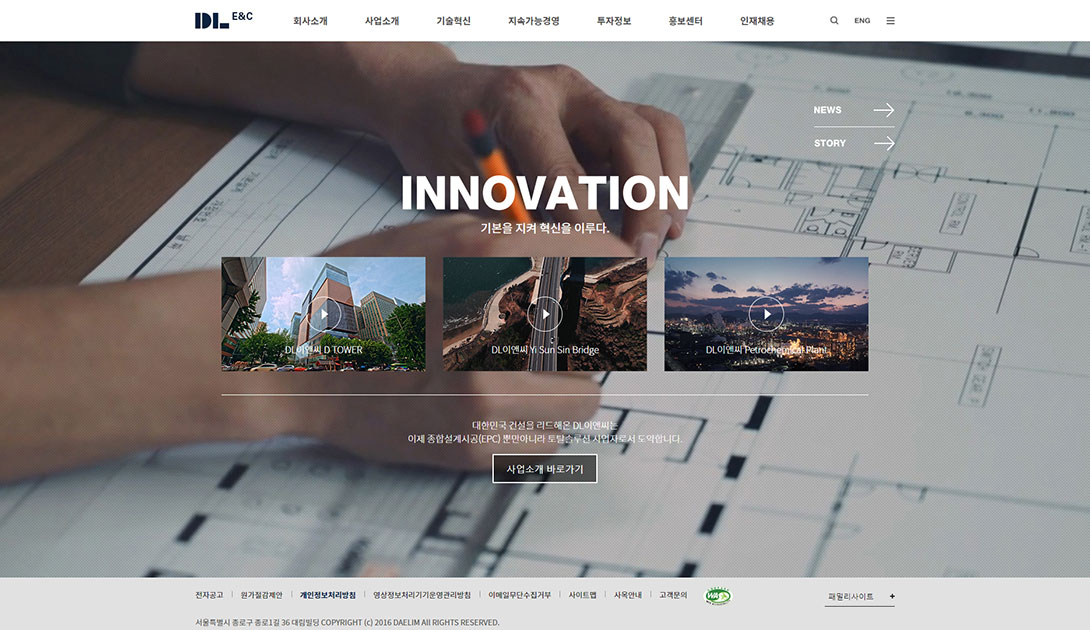 DL E&C
회사소개
사업소개
기술혁신
지속가능경영
투자정보
홍보센터
인재채용
ENG
NEWS
STORY
INNOVATION
기본을 지켜 혁신을 이루다.
DL이앤씨 D TOWER
DL이앤씨 Yi Sun Sin Bridge
DL이앤씨 Petrochemical Plant
대한민국 건설을 리드해온 DL이앤씨는
이제 종합설계시공(EPC) 뿐만아니라 토탈솔루션 사업자로서 도약합니다.
사업소개 바로가기
전자공고
원가절감제안
개인정보처리방침
영상정보처리기기운영관리방침
이메일무단수집거부
사이트맵
사옥안내
고객문의
WA
패밀리사이트 +
서울특별시 종로구 종로1길 36 대림빌딩 COPYRIGHT (c) 2016 DAELIM All RIGHTS RESERVED.